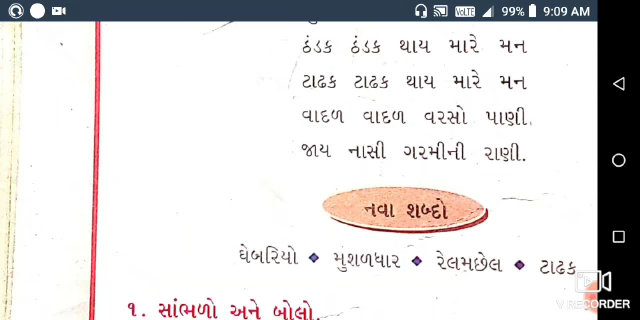 99% 9:09 AM
ઠંડક ઠંડક થાય મારે મન
ટાઢક ટાઢક થાય મારે મન
વાદળ વાદળ વરસો પાણી.
જાય નાસી ગરમીની રાણી.
નવા શબ્દો
ઘેબરિયો ◆ મુંશળધાર ◆ રેલમછેલ ◆ ટાઢક
૧. સાંભળો અને બોલો.
V RECORDER